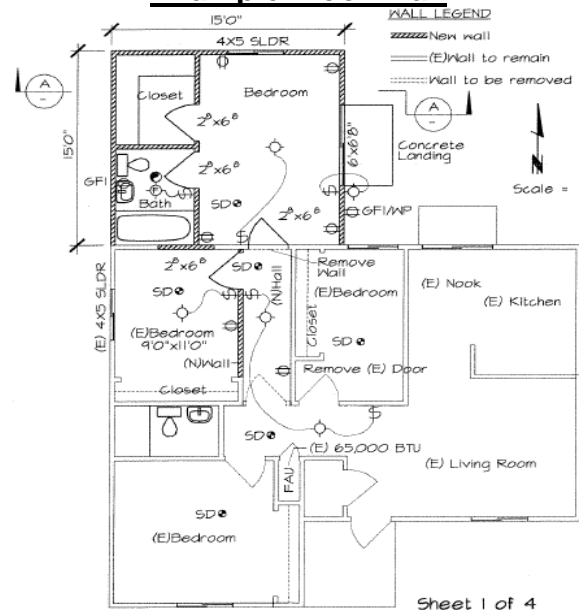 15'0"
4X5 SLDR
WALL LEGEND
New wall
(E)Wall to remain
Wall to be removed
A
-
A
-
Closet
Bedroom
2⁸x6⁸
15'0"
6'x6'8"
Concrete
Landing
2⁸x6⁸
GFI
Bath
SD
2⁸x6⁸
GFI/WP
Scale =
2⁸x6⁸
SD
Remove
Wall
(E) 4X5 SLDR
SD
(N)Hall
(E)Bedroom
(E) Nook
(E) Kitchen
(E)Bedroom
9'0"x11'0"
Closet
SD
(N)Wall
Remove (E) Door
Closet
SD
(E) 65,000 BTU
FAU
(E) Living Room
SD
(E)Bedroom
Sheet 1 of 4